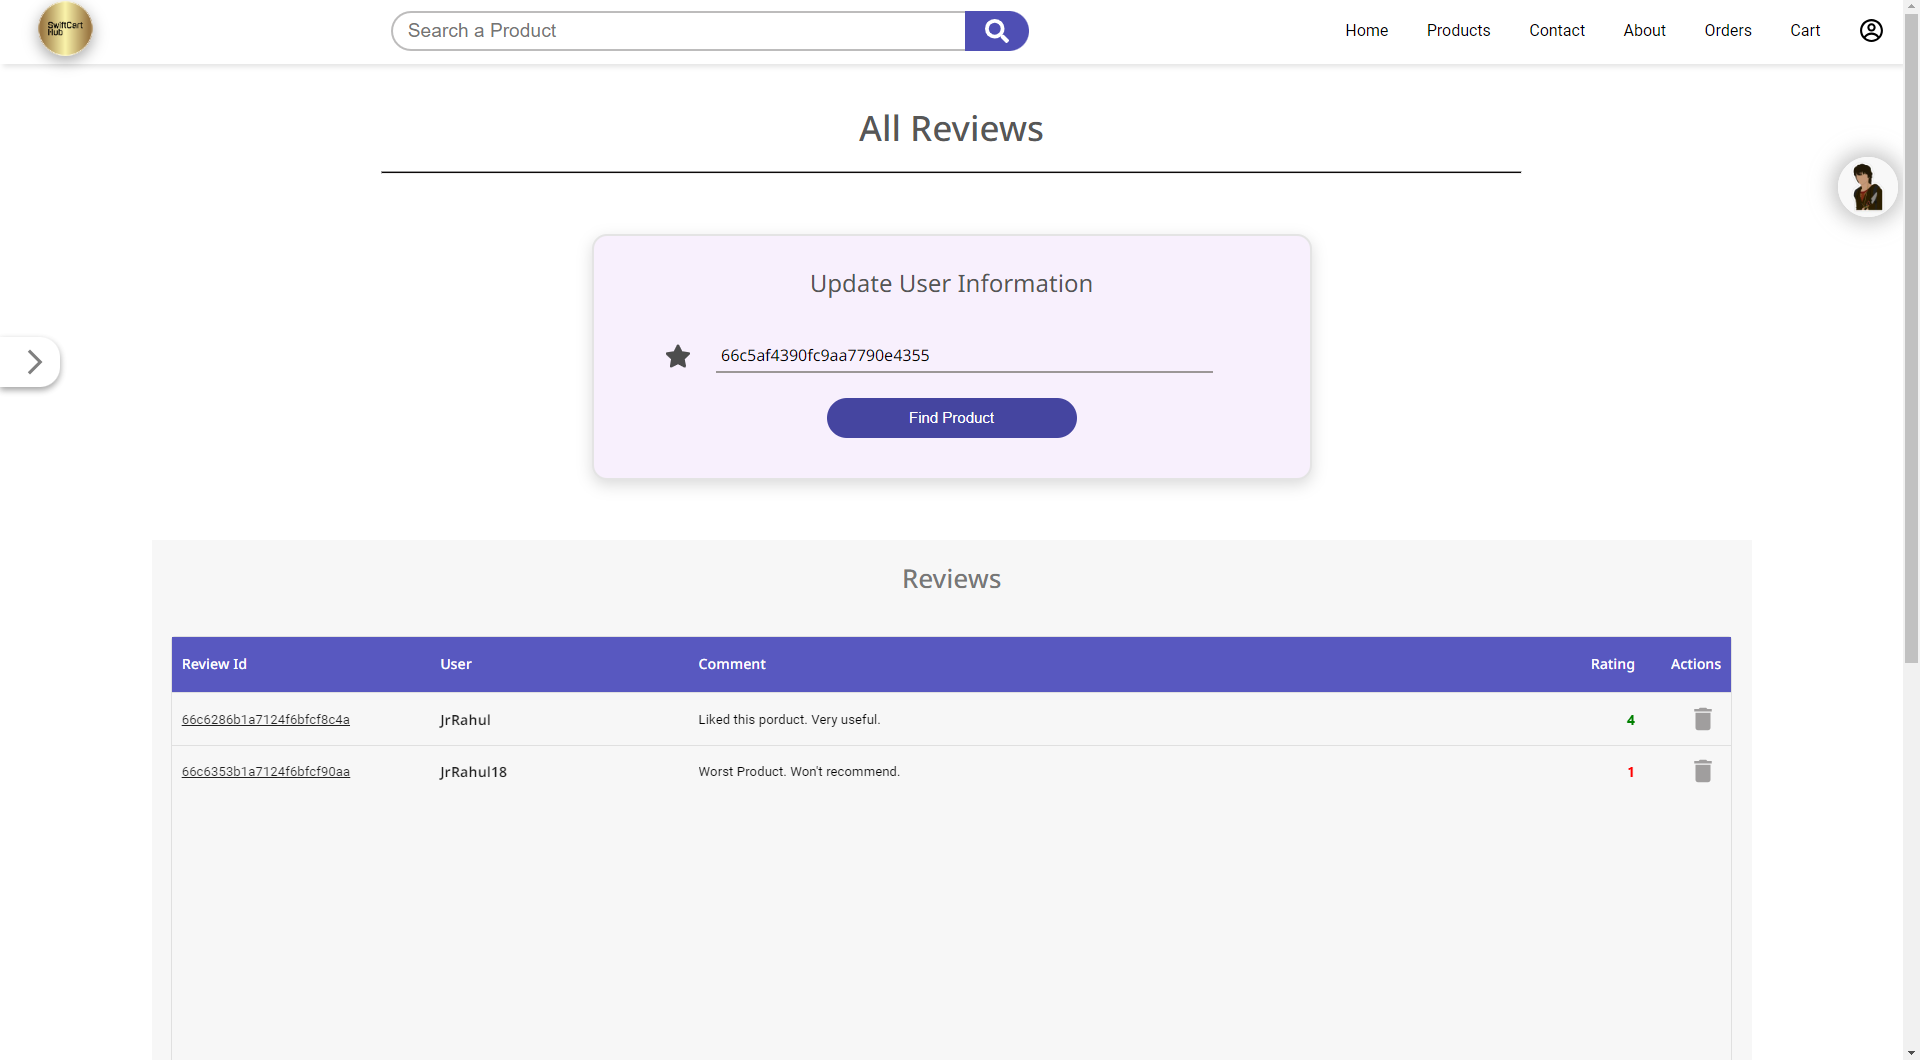 SwiftCart
Hub
Search a Product
Home Products Contact About Orders Cart
All Reviews
Update User Information
66c5af4390fc9aa7790e4355
Find Product
Reviews
Review Id User Comment Rating Actions
66c6286b1a7124f6bfcf8c4a JrRahul Liked this porduct. Very useful. 4
66c6353b1a7124f6bfcf90aa JrRahul18 Worst Product. Won't recommend. 1